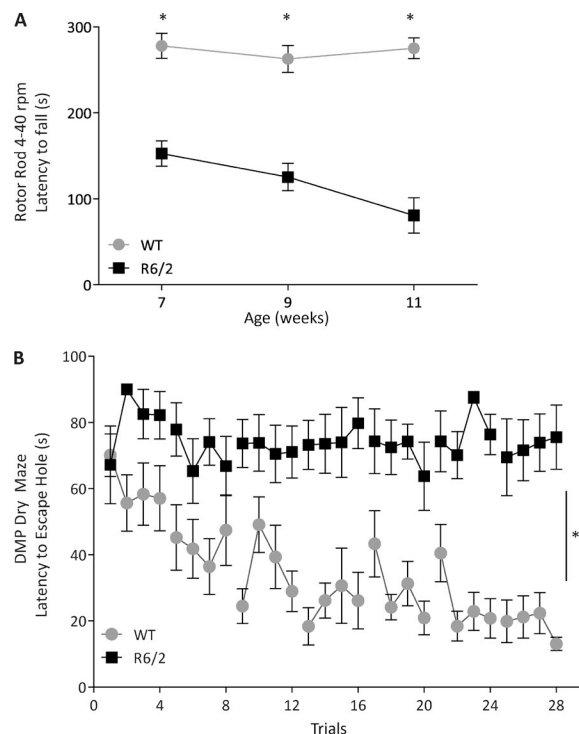 A
* * *
300
200
100
0
Rotor Rod 4-40 rpm
Latency to fall (s)
WT
R6/2
7 9 11
Age (weeks)
B
100
80
60
40
20
0
DMP Dry Maze
Latency to Escape Hole (s)
*
WT
R6/2
0 4 8 12 16 20 24 28
Trials